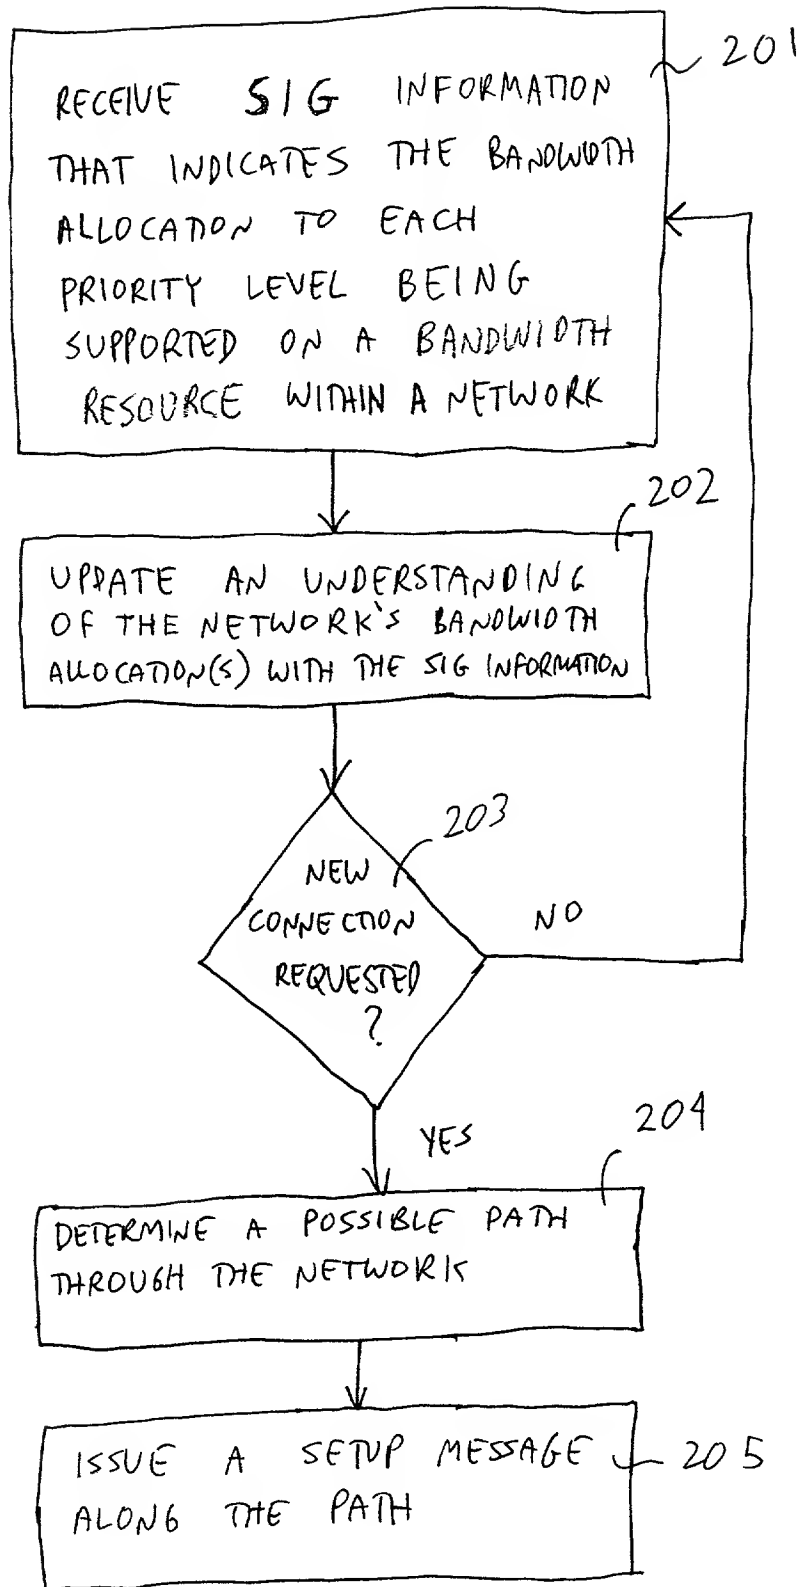 201
RECEIVE SIG INFORMATION
THAT INDICATES THE BANDWIDTH
ALLOCATION TO EACH
PRIORITY LEVEL BEING
SUPPORTED ON A BANDWIDTH
RESOURCE WITHIN A NETWORK
202
UPDATE AN UNDERSTANDING
OF THE NETWORK'S BANDWIDTH
ALLOCATION(S) WITH THE SIG INFORMATION
203
NEW
CONNECTION
REQUESTED
?
NO
YES
204
DETERMINE A POSSIBLE PATH
THROUGH THE NETWORK
ISSUE A SETUP MESSAGE
ALONG THE PATH
205